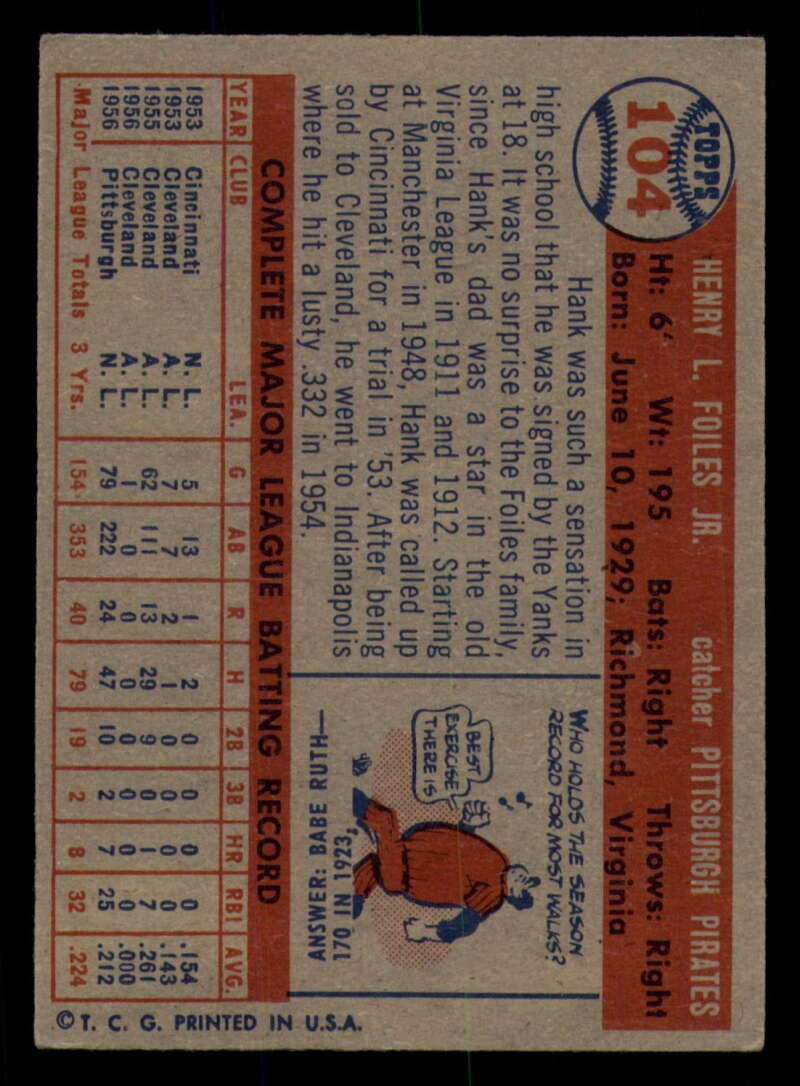 TOPPS
104
HENRY L. FOILES JR. catcher PITTSBURGH PIRATES
Ht: 6' Wt: 195 Bats: Right Throws: Right
Born: June 10, 1929; Richmond, Virginia
Hank was such a sensation in
high school that he was signed by the Yanks
at 18. It was no surprise to the Foiles family,
since Hank's dad was a star in the old
Virginia League in 1911 and 1912. Starting
at Manchester in 1948, Hank was called up
by Cincinnati for a trial in '53. After being
sold to Cleveland, he went to Indianapolis
where he hit a lusty .332 in 1954.
WHO HOLDS THE SEASON
RECORD FOR MOST WALKS?
BEST
EXERCISE
THERE IS
ANSWER: BABE RUTH—
170 IN 1923,
COMPLETE MAJOR LEAGUE BATTING RECORD
YEAR CLUB LEA. G AB R H 2B 3B HR RBI AVG.
1953 Cincinnati N. L. 5 13 1 2 0 0 0 0 .154
1953 Cleveland A. L. 7 7 2 1 0 0 0 0 .143
1955 Cleveland A. L. 62 111 13 29 9 0 1 7 .261
1956 Cleveland A. L. 1 0 0 0 0 0 0 0 .000
1956 Pittsburgh N. L. 79 222 24 47 10 2 7 25 .212
Major League Totals 3 Yrs. 154 353 40 79 19 2 8 32 .224
© T. C. G. PRINTED IN U.S.A.